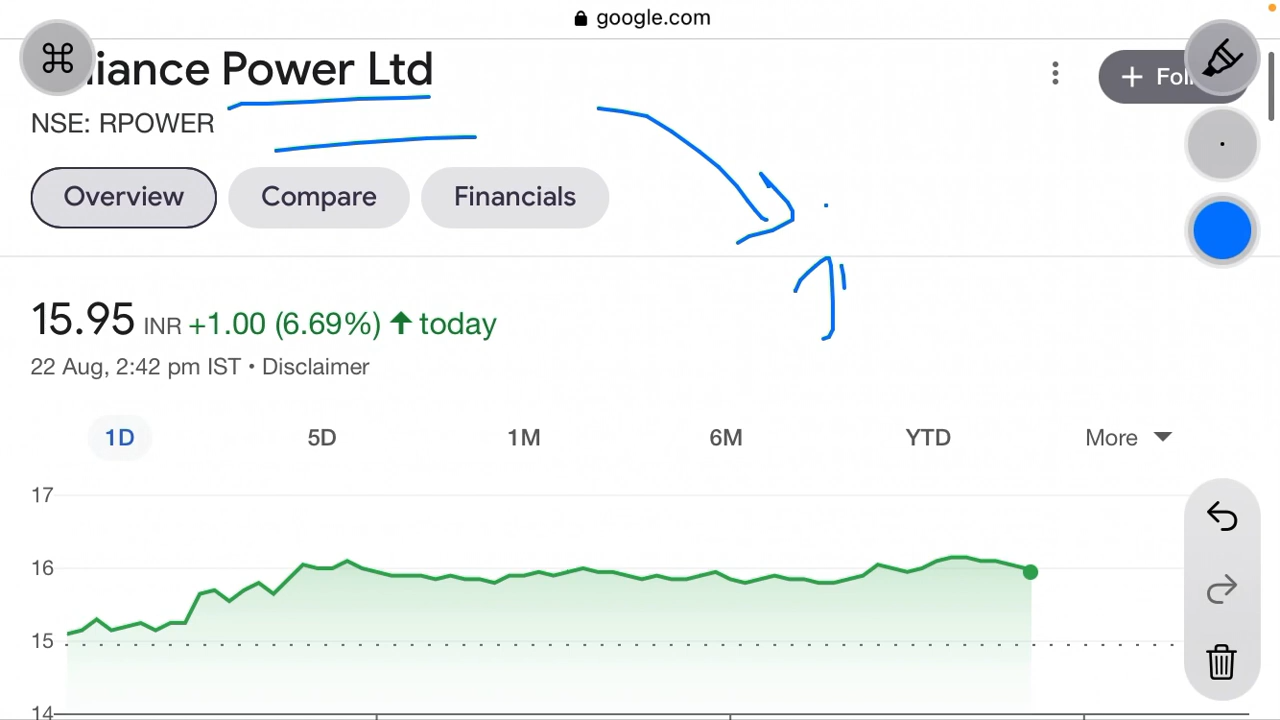 google.com
liance Power Ltd
+ Fol
NSE: RPOWER
Overview Compare Financials
15.95 INR +1.00 (6.69%) ↑ today
22 Aug, 2:42 pm IST • Disclaimer
1D 5D 1M 6M YTD More
17
16
15
14